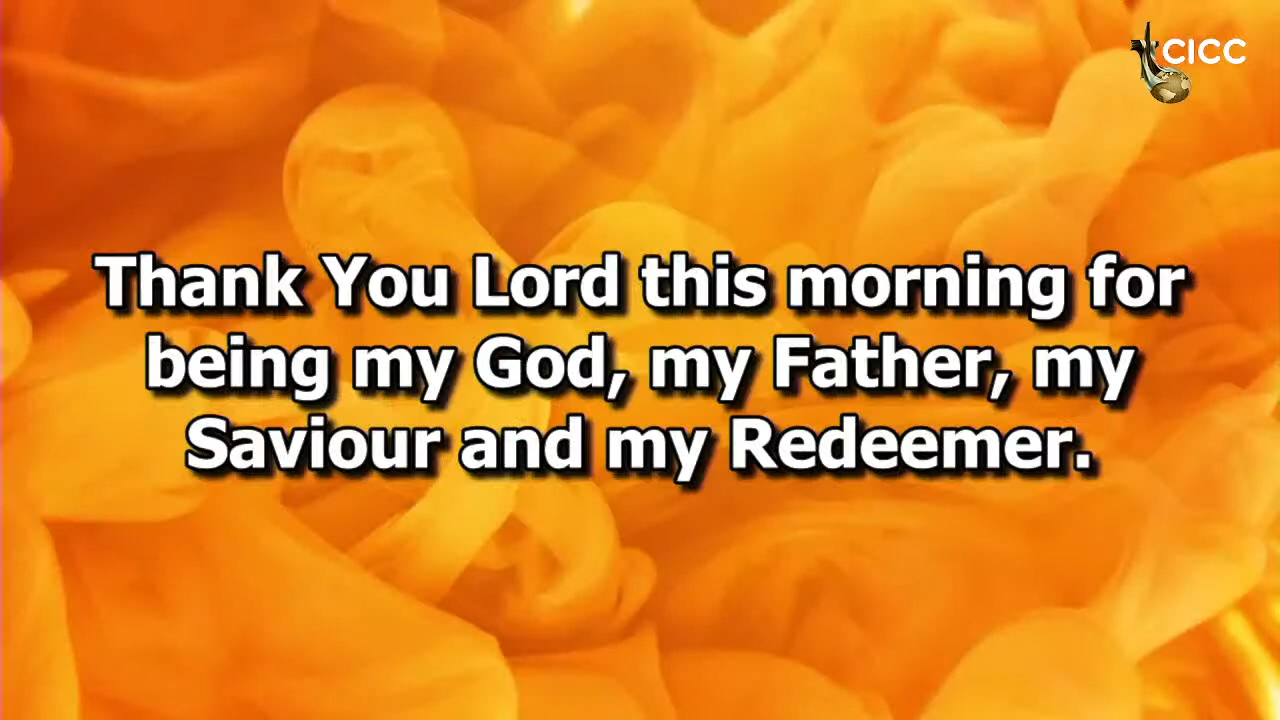 CICC
Thank You Lord this morning for
being my God, my Father, my
Saviour and my Redeemer.